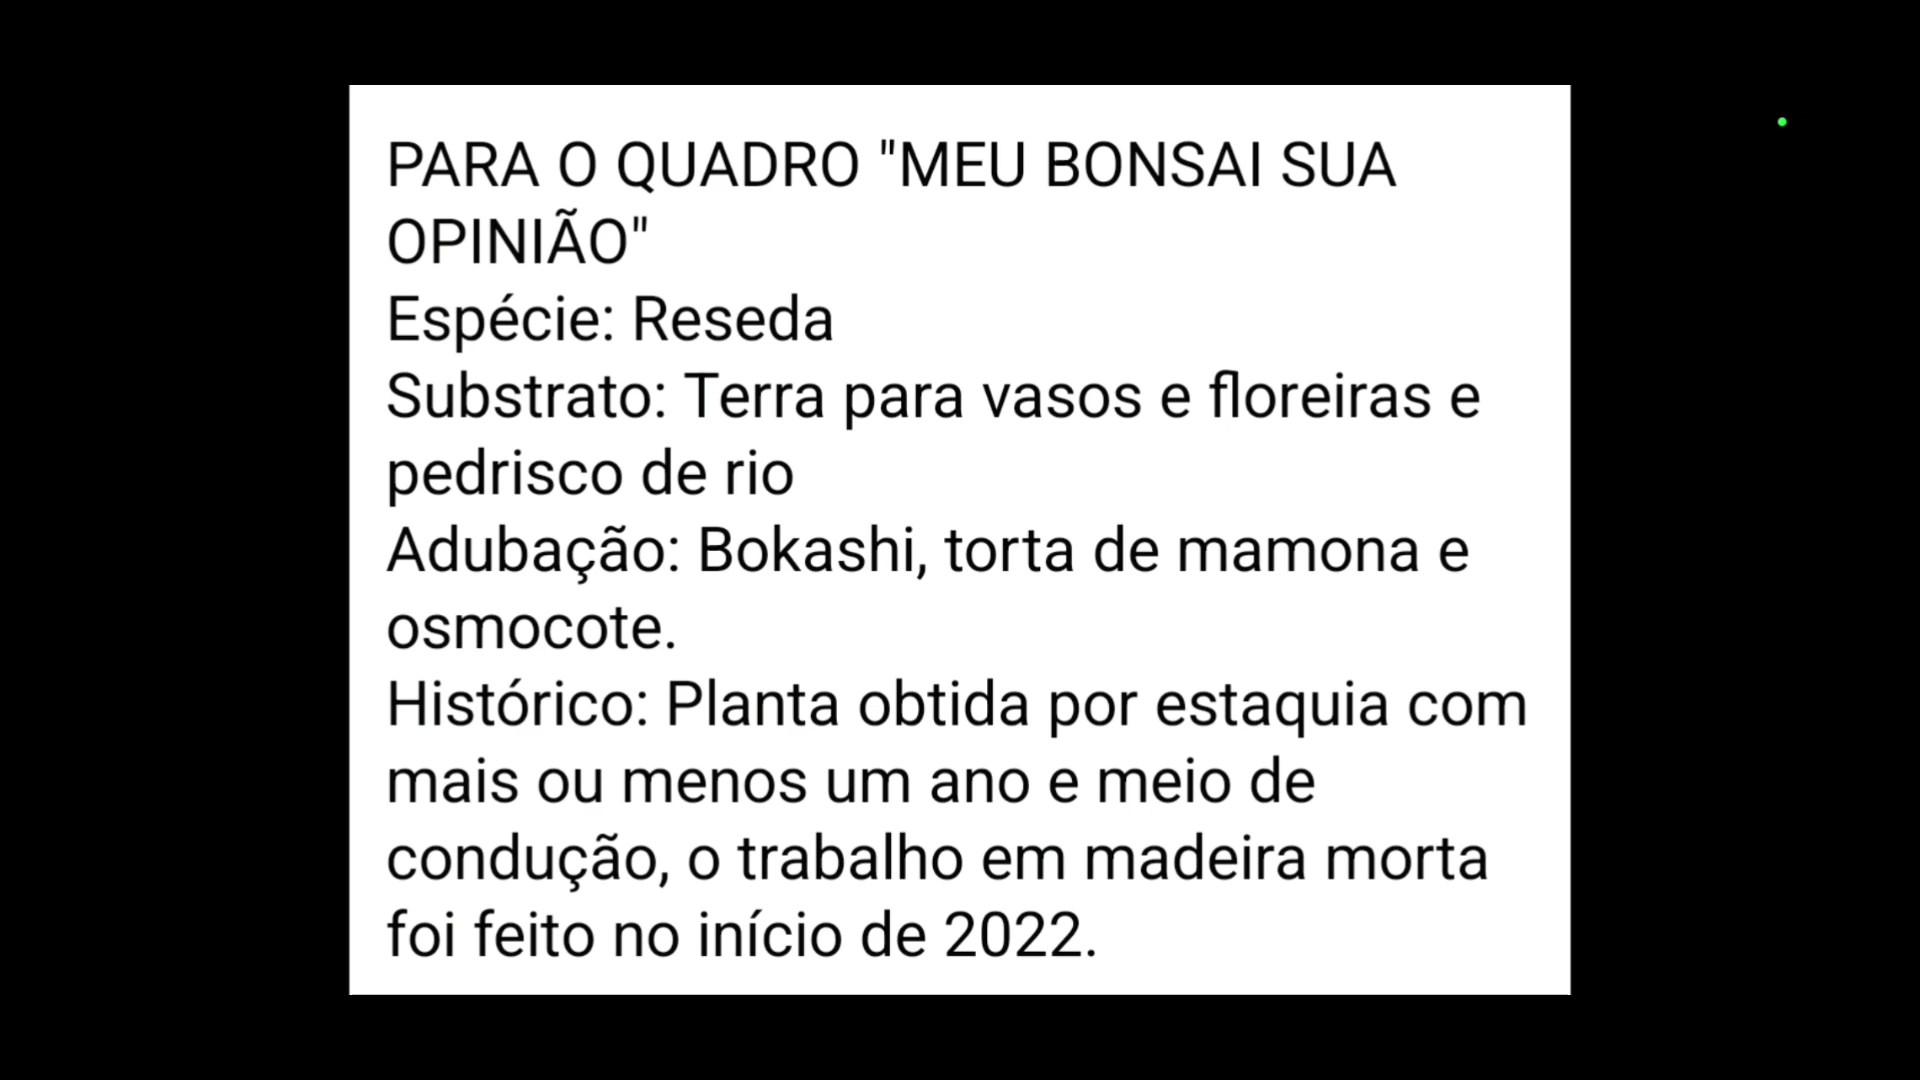 PARA O QUADRO "MEU BONSAI SUA
OPINIÃO"
Espécie: Reseda
Substrato: Terra para vasos e floreiras e
pedrisco de rio
Adubação: Bokashi, torta de mamona e
osmocote.
Histórico: Planta obtida por estaquia com
mais ou menos um ano e meio de
condução, o trabalho em madeira morta
foi feito no início de 2022.